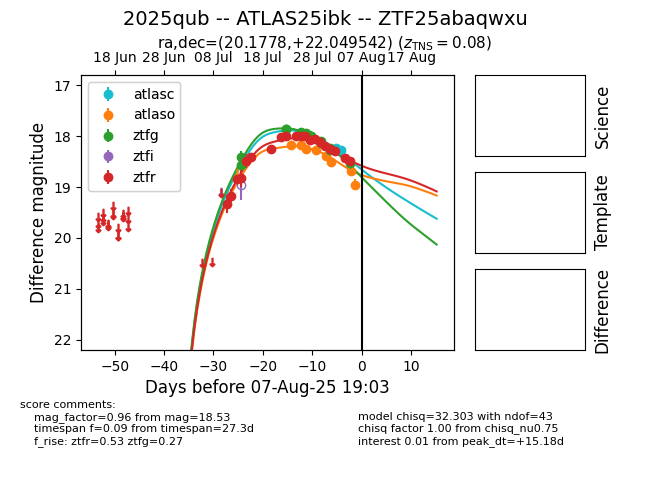 2025qub -- ATLAS25ibk -- ZTF25abaqwxu
ra,dec=(20.1778,+22.049542) (z_TNS = 0.08)
18 Jun 28 Jun 08 Jul 18 Jul 28 Jul 07 Aug 17 Aug
17
18
19
20
21
22
Difference magnitude
atlasc
atlaso
ztfg
ztfi
ztfr
−50 −40 −30 −20 −10 0 10
Days before 07-Aug-25 19:03
Science
Template
Difference
score comments:
mag_factor=0.96 from mag=18.53
timespan f=0.09 from timespan=27.3d
f_rise: ztfr=0.53 ztfg=0.27
model chisq=32.303 with ndof=43
chisq factor 1.00 from chisq_nu0.75
interest 0.01 from peak_dt=+15.18d